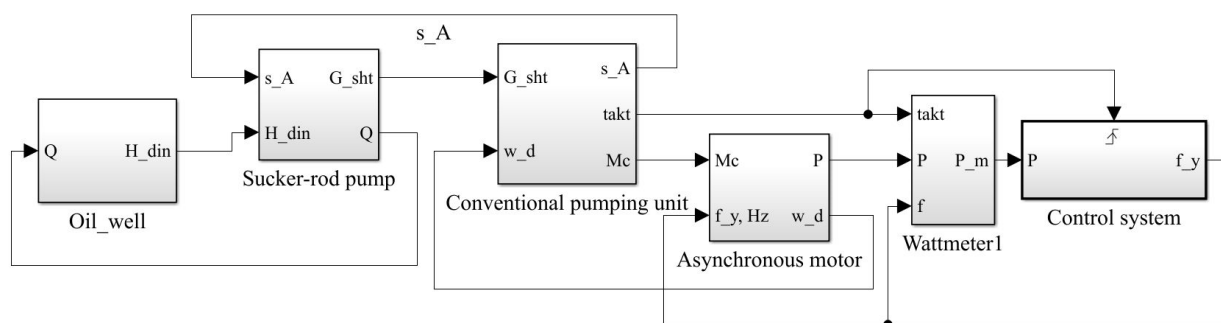 s_A
s_A
G_sht
H_din
Q
Sucker-rod pump
Q
H_din
Oil_well
G_sht
s_A
takt
w_d
Mc
Conventional pumping unit
Mc
P
f_y, Hz
w_d
Asynchronous motor
takt
P
P_m
f
Wattmeter1
P
f_y
Control system